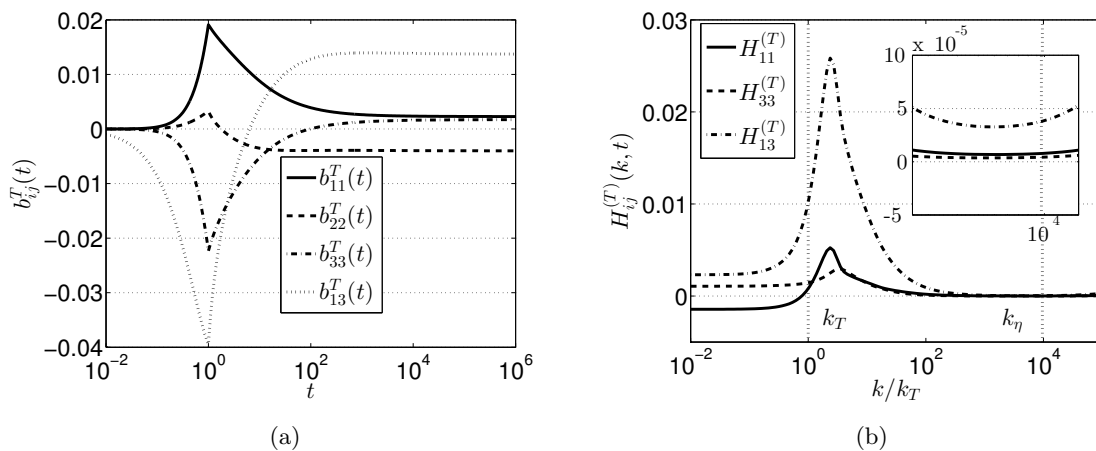 0.02
0.01
0
−0.01
−0.02
−0.03
−0.04
b^T_{ij}(t)
b^T_{11}(t)
b^T_{22}(t)
b^T_{33}(t)
b^T_{13}(t)
10^{−2} 10^0 10^2 10^4 10^6
t
(a)
0.03
0.02
0.01
0
H^{(T)}_{ij}(k, t)
H^{(T)}_{11}
H^{(T)}_{33}
H^{(T)}_{13}
10 x 10^{-5}
5
0
-5
10^4
k_T k_η
10^{−2} 10^0 10^2 10^4
k/k_T
(b)